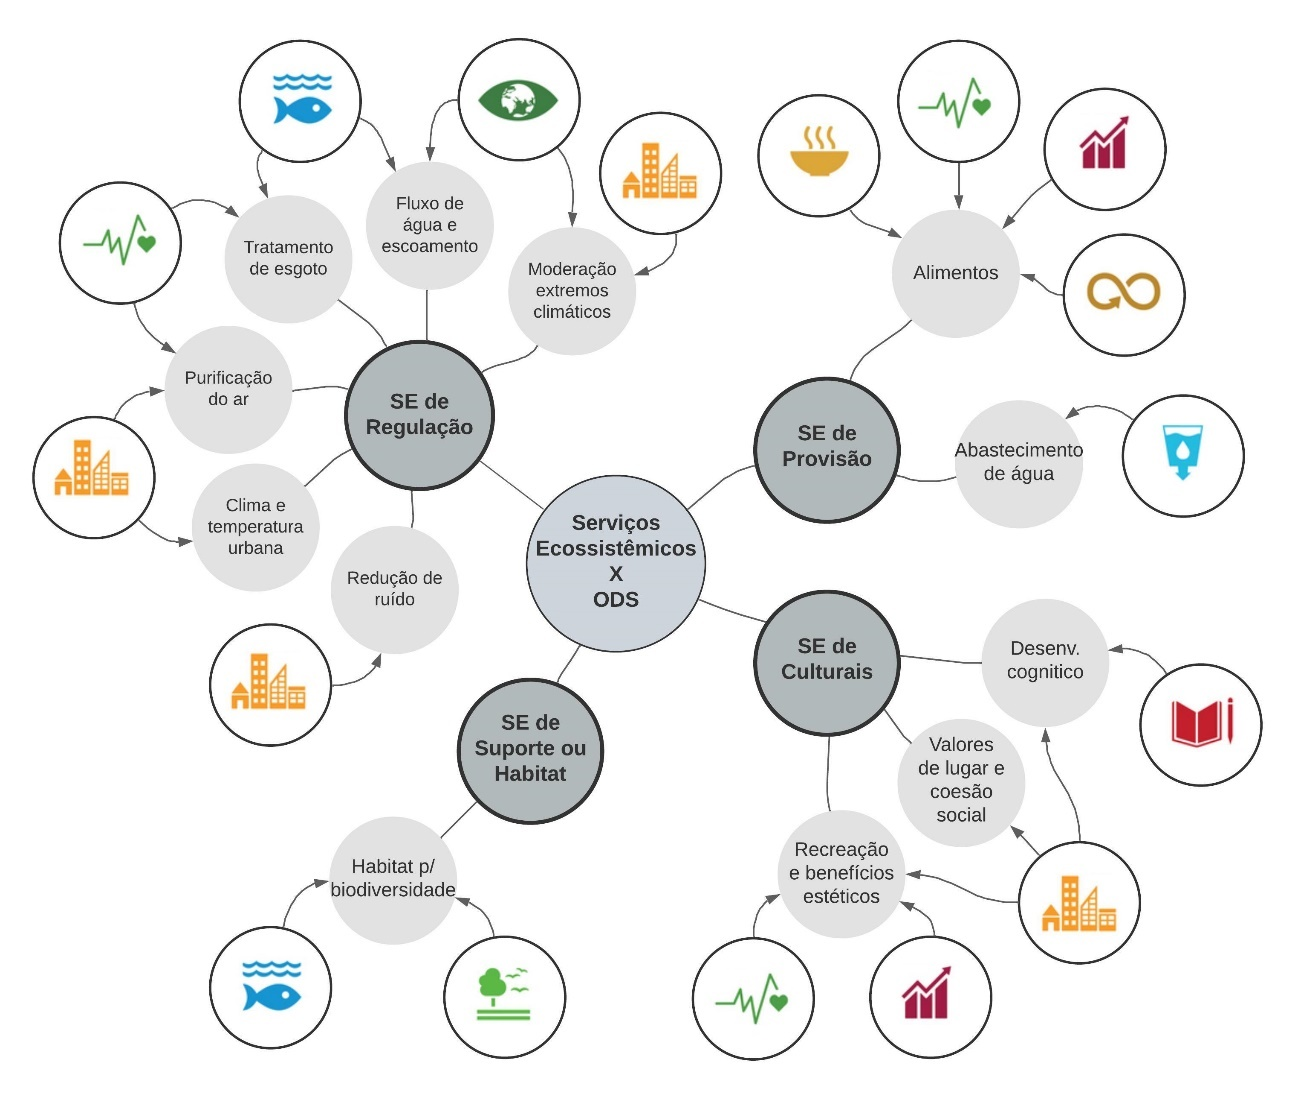 Fluxo de
água e
escoamento
Tratamento
de esgoto
Moderação
extremos
climáticos
Alimentos
Purificação
do ar
SE de
Regulação
SE de
Provisão
Abastecimento
de água
Clima e
temperatura
urbana
Serviços
Ecossistêmicos
X
ODS
Redução de
ruído
SE de
Culturais
Desenv.
cognitico
SE de
Suporte ou
Habitat
Valores
de lugar e
coesão
social
Habitat p/
biodiversidade
Recreação
e benefícios
estéticos